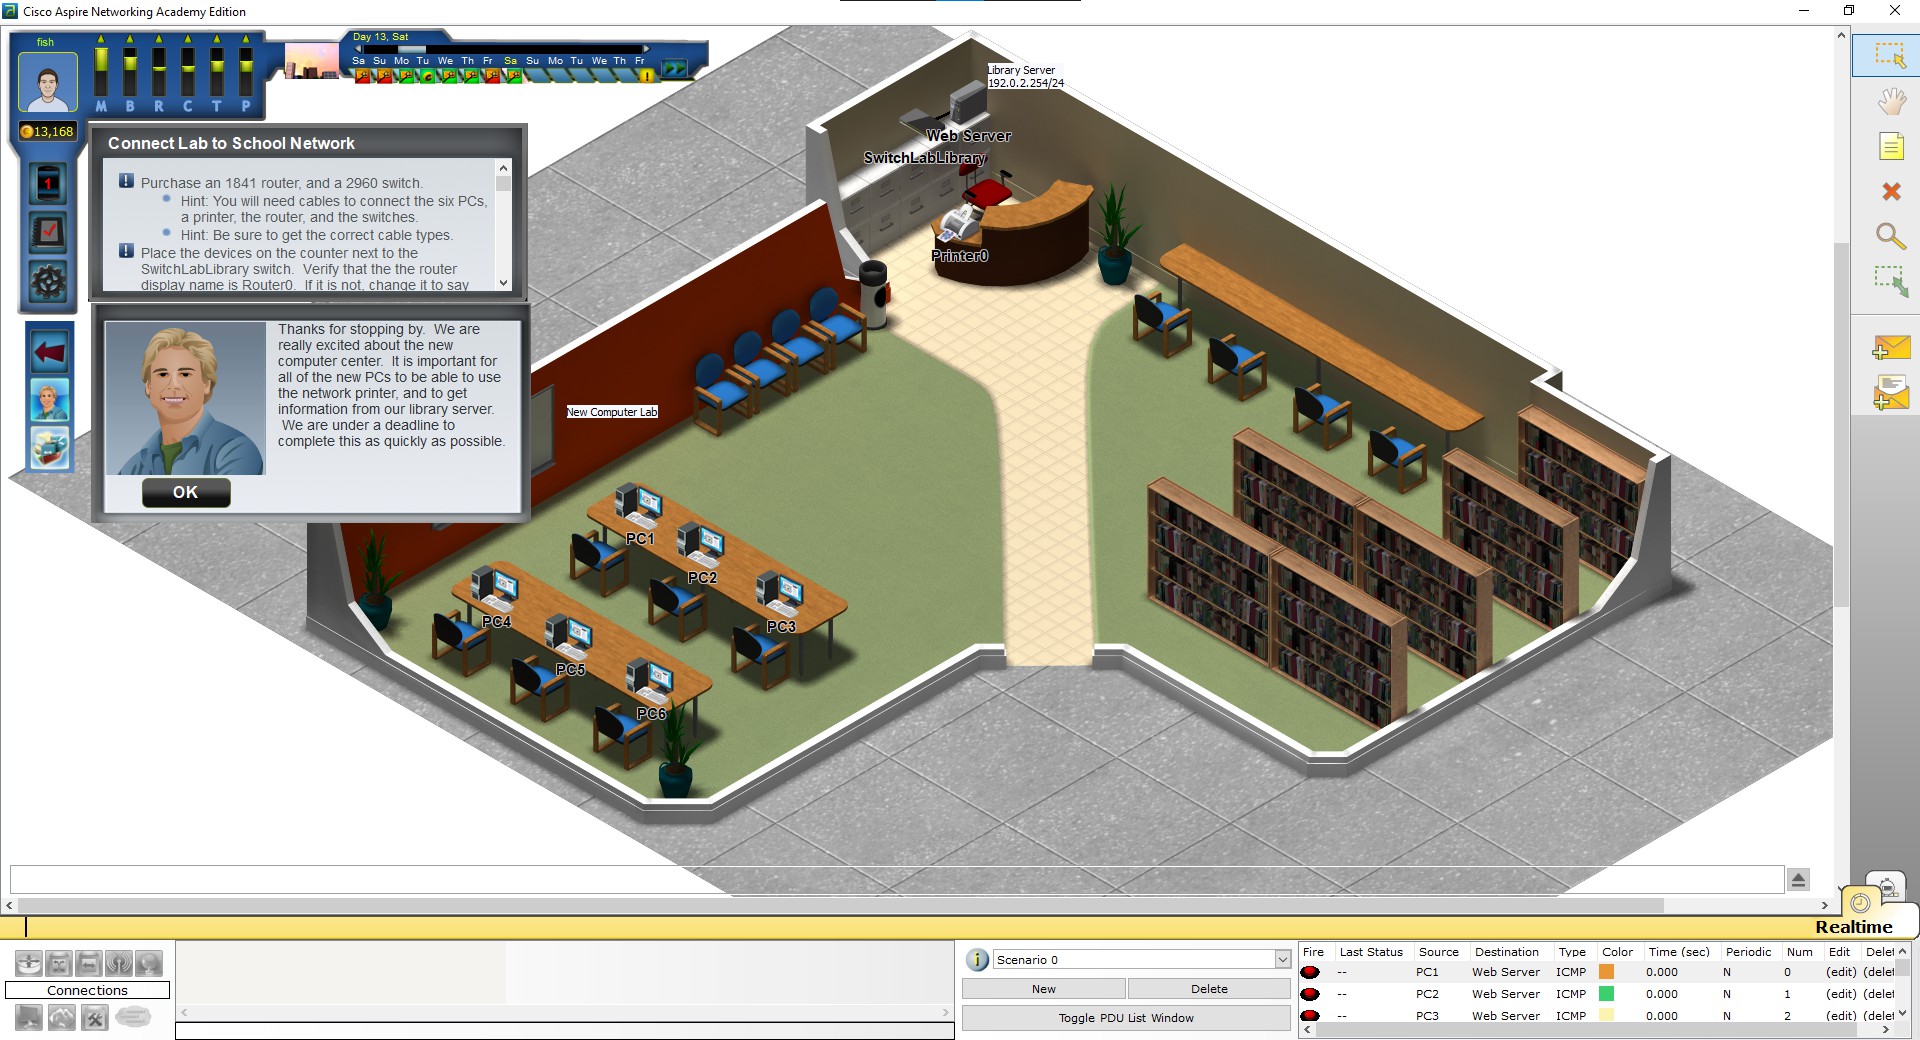 Cisco Aspire Networking Academy Edition
fish
M B R C T P
13,168
Day 13, Sat
Sa Su Mo Tu We Th Fr Sa Su Mo Tu We Th Fr
1
Connect Lab to School Network
Purchase an 1841 router, and a 2960 switch.
Hint: You will need cables to connect the six PCs,
a printer, the router, and the switches.
Hint: Be sure to get the correct cable types.
Place the devices on the counter next to the
SwitchLabLibrary switch.  Verify that the the router
display name is Router0.  If it is not, change it to say
Thanks for stopping by.  We are
really excited about the new
computer center.  It is important for
all of the new PCs to be able to use
the network printer, and to get
information from our library server.
We are under a deadline to
complete this as quickly as possible.
OK
Library Server
192.0.2.254/24
Web Server
SwitchLabLibrary
Printer0
New Computer Lab
PC1
PC2
PC3
PC4
PC5
PC6
Realtime
Connections
Scenario 0
New Delete
Toggle PDU List Window
Fire Last Status Source Destination Type Color Time (sec) Periodic Num Edit Delet
-- PC1 Web Server ICMP 0.000 N 0 (edit) (delet
-- PC2 Web Server ICMP 0.000 N 1 (edit) (delet
-- PC3 Web Server ICMP 0.000 N 2 (edit) (delet